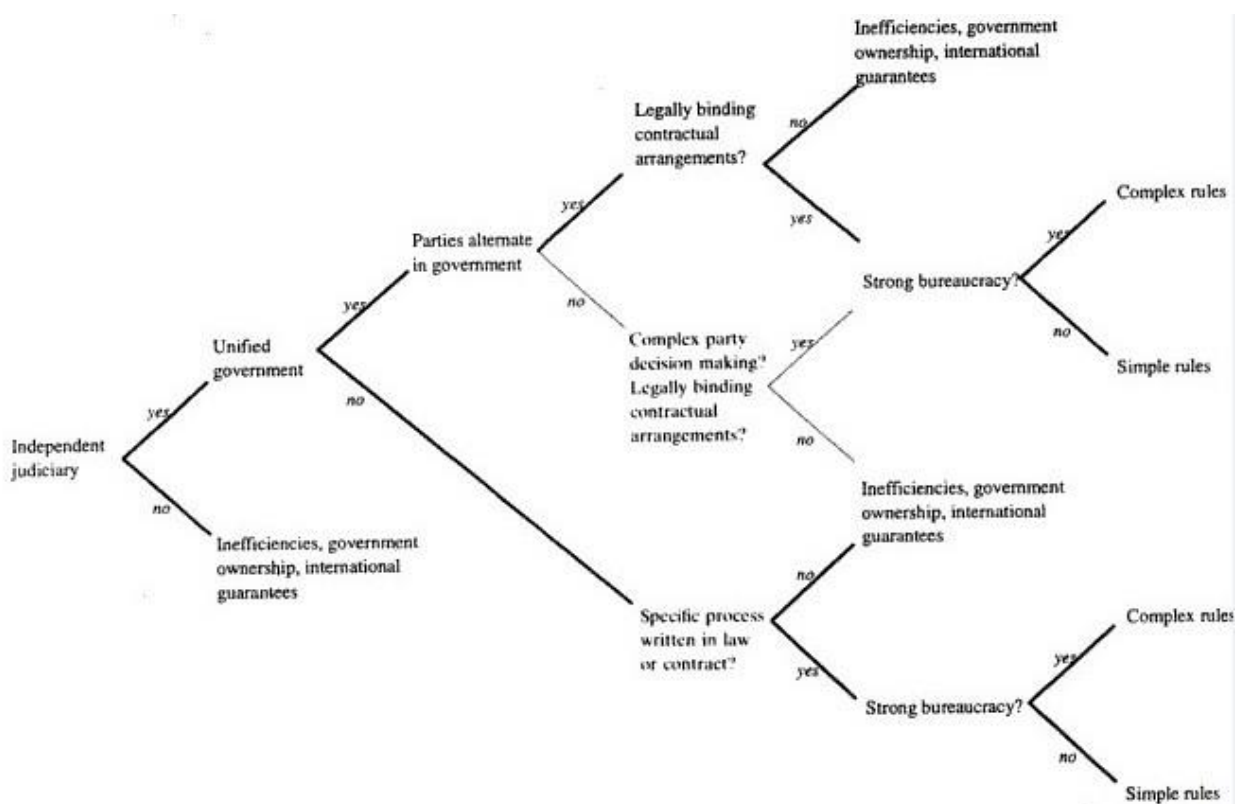 Inefficiencies, government
ownership, international
guarantees
Legally binding
contractual
arrangements?
no
yes
Complex rules
yes
Parties alternate
in government
yes
Strong bureaucracy?
no
no
Simple rules
yes
Unified
government
Complex party
decision making?
Legally binding
contractual
arrangements?
yes
no
yes
no
Independent
judiciary
no
Inefficiencies, government
ownership, international
guarantees
Inefficiencies, government
ownership, international
guarantees
no
Specific process
written in law
or contract?
yes
Complex rules
yes
Strong bureaucracy?
no
Simple rules